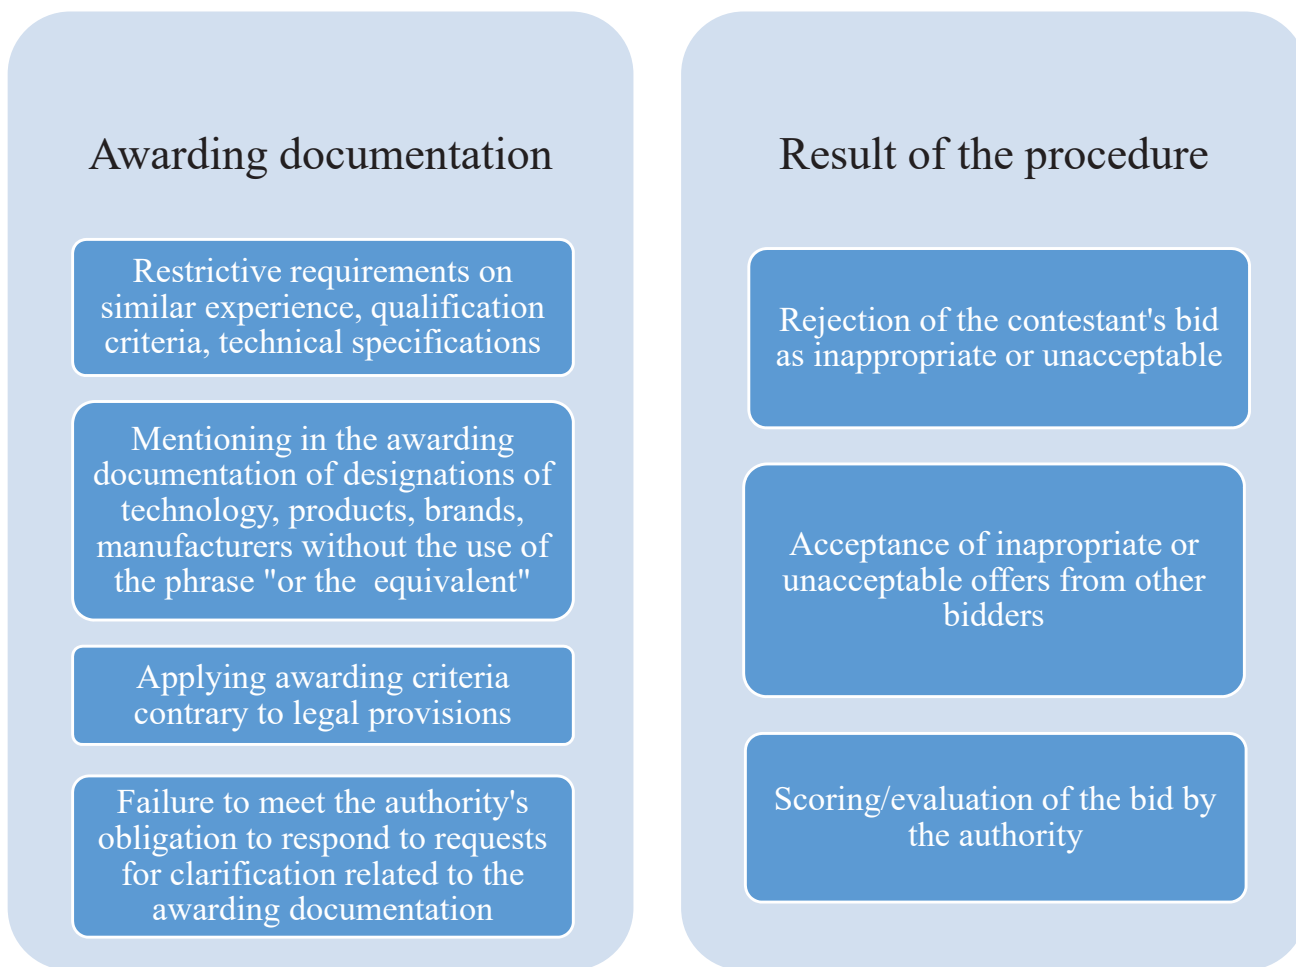 Awarding documentation
Restrictive requirements on
similar experience, qualification
criteria, technical specifications
Mentioning in the awarding
documentation of designations of
technology, products, brands,
manufacturers without the use of
the phrase "or the  equivalent"
Applying awarding criteria
contrary to legal provisions
Failure to meet the authority's
obligation to respond to requests
for clarification related to the
awarding documentation
Result of the procedure
Rejection of the contestant's bid
as inappropriate or unacceptable
Acceptance of inapropriate or
unacceptable offers from other
bidders
Scoring/evaluation of the bid by
the authority